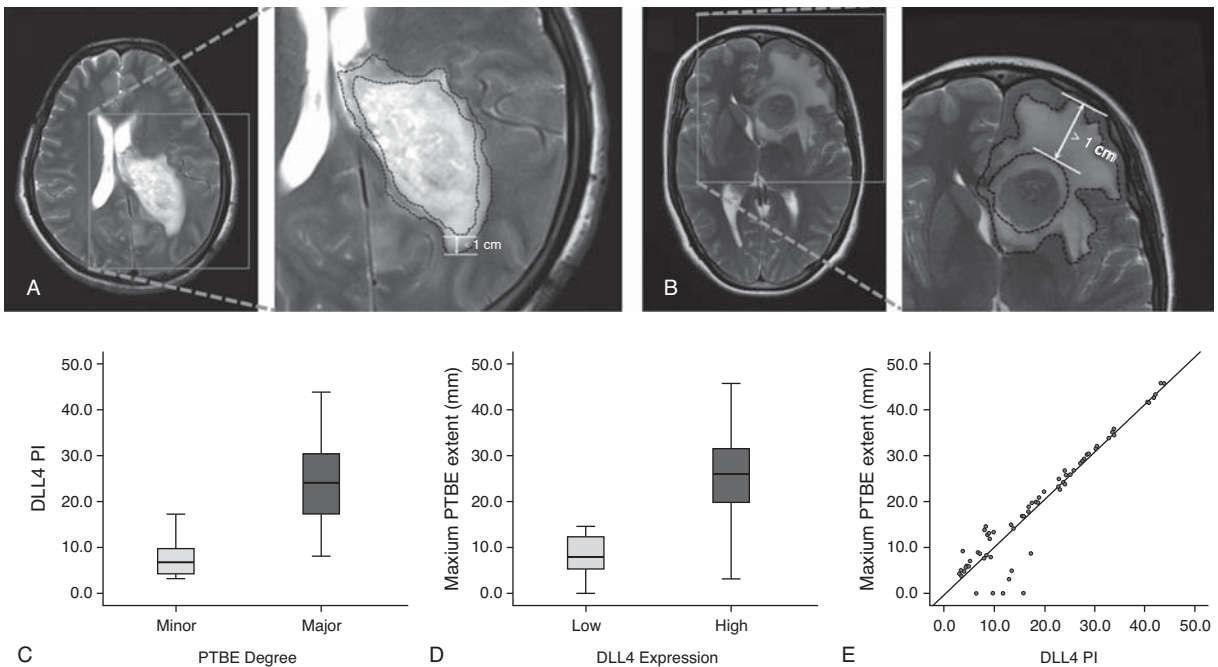 A
< 1 cm
B
> 1 cm
50.0
40.0
30.0
20.0
10.0
0.0
DLL4 PI
Minor
Major
C
PTBE Degree
50.0
40.0
30.0
20.0
10.0
0.0
Maxium PTBE extent (mm)
Low
High
D
DLL4 Expression
50.0
40.0
30.0
20.0
10.0
0.0
Maxium PTBE extent (mm)
0.0 10.0 20.0 30.0 40.0 50.0
E
DLL4 PI